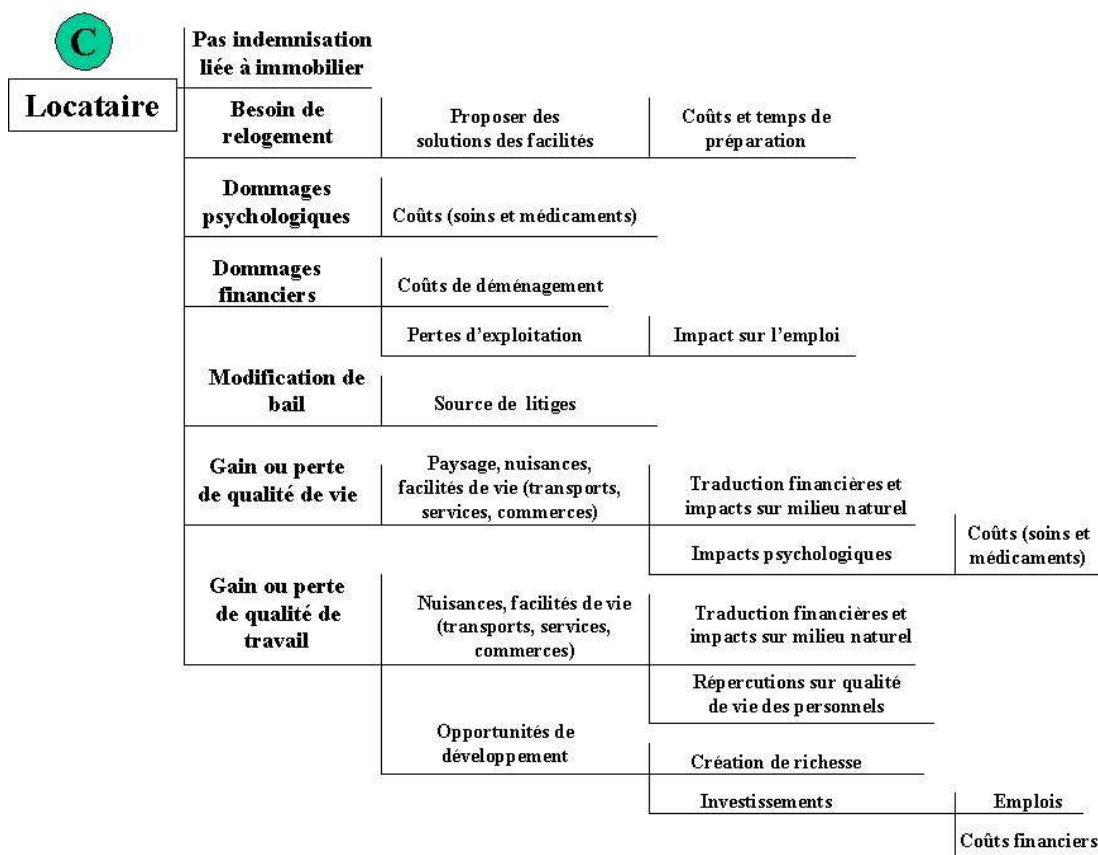 C
Locataire
Pas indemnisation
liée à immobilier
Besoin de
relogement
Proposer des
solutions des facilités
Coûts et temps de
préparation
Dommages
psychologiques
Coûts (soins et médicaments)
Dommages
financiers
Coûts de déménagement
Pertes d'exploitation
Impact sur l'emploi
Modification de
bail
Source de litiges
Gain ou perte
de qualité de vie
Paysage, nuisances,
facilités de vie (transports,
services, commerces)
Traduction financières et
impacts sur milieu naturel
Impacts psychologiques
Coûts (soins et
médicaments)
Gain ou perte
de qualité de
travail
Nuisances, facilités de vie
(transports, services,
commerces)
Traduction financières et
impacts sur milieu naturel
Répercutions sur qualité
de vie des personnels
Opportunités de
développement
Création de richesse
Investissements
Emplois
Coûts financiers